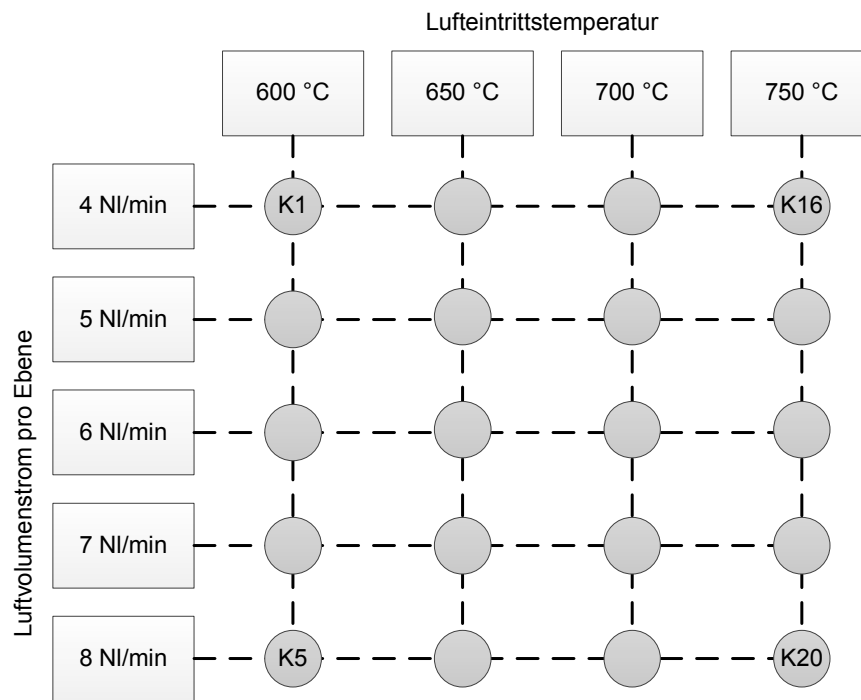 Lufteintrittstemperatur
600 °C
650 °C
700 °C
750 °C
4 Nl/min
K1
K16
5 Nl/min
Luftvolumenstrom pro Ebene
6 Nl/min
7 Nl/min
8 Nl/min
K5
K20